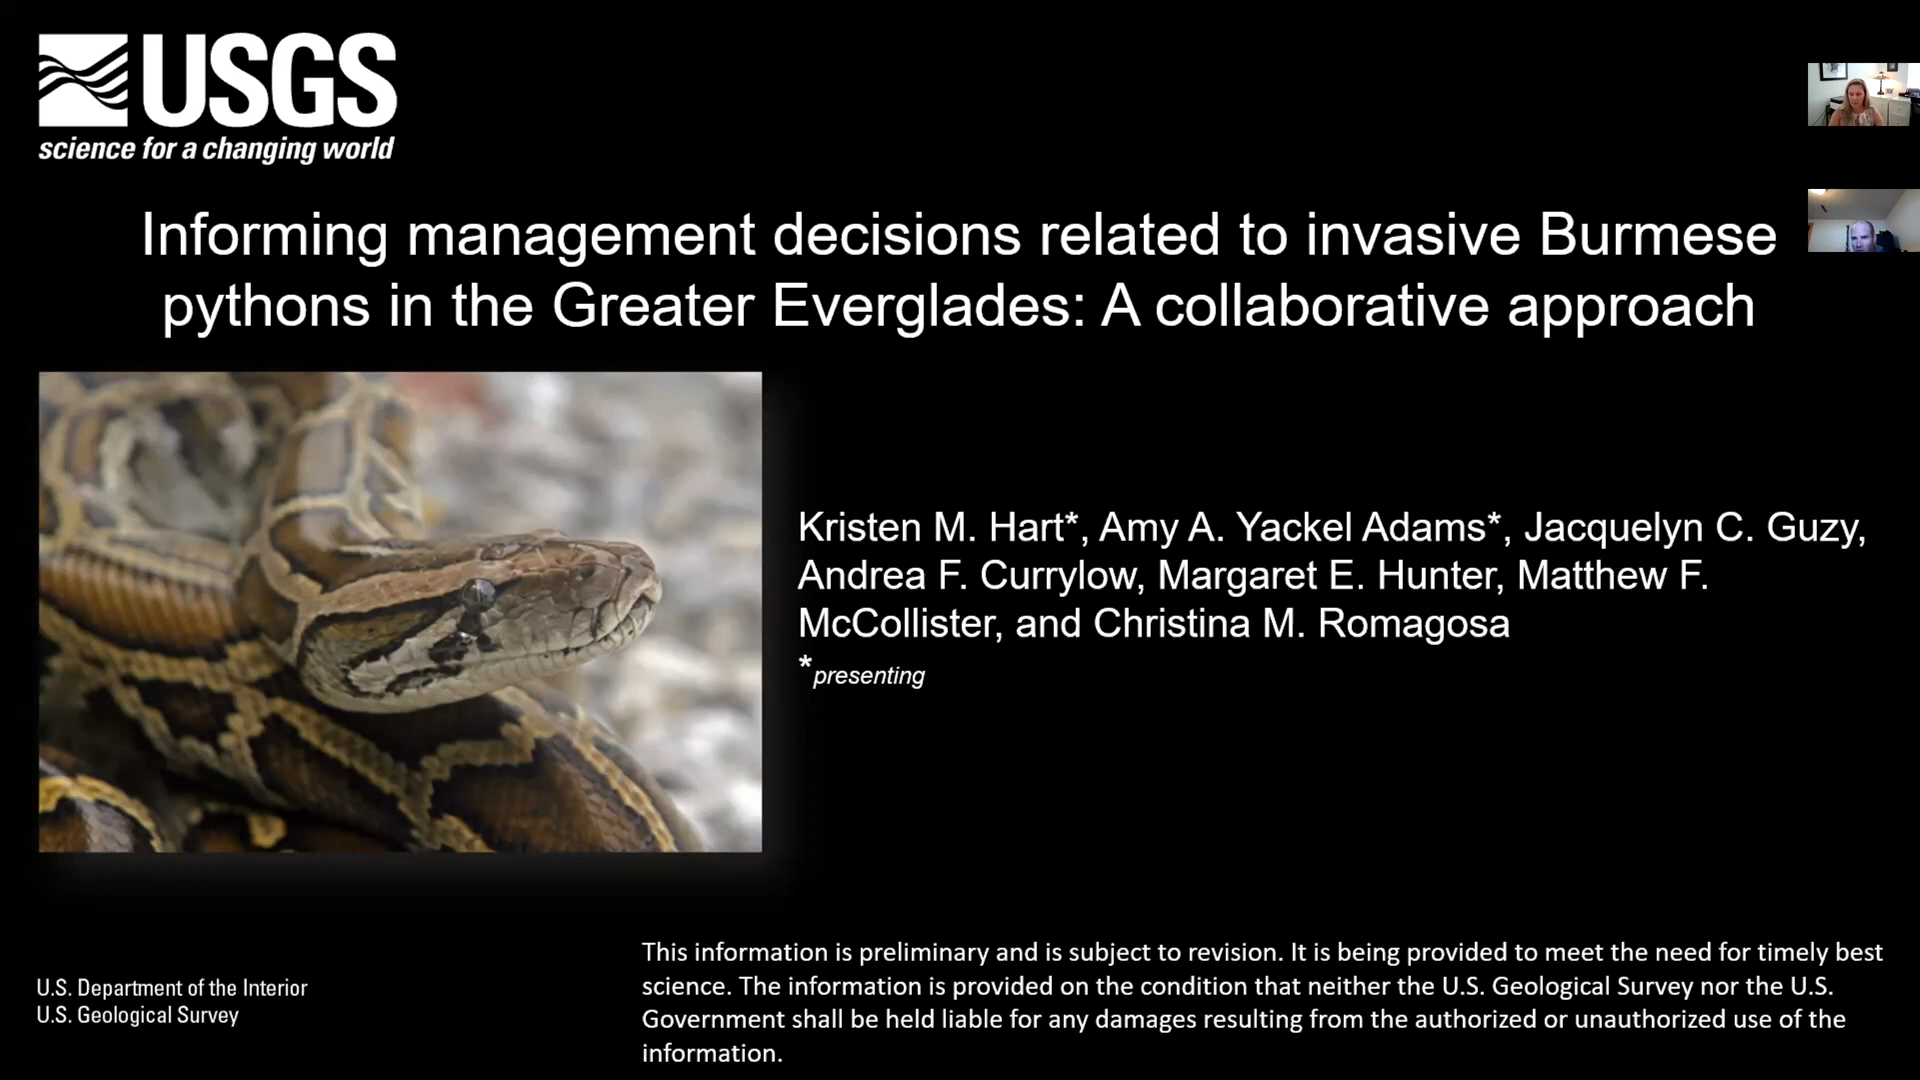 USGS
science for a changing world
Informing management decisions related to invasive Burmese
pythons in the Greater Everglades: A collaborative approach
Kristen M. Hart*, Amy A. Yackel Adams*, Jacquelyn C. Guzy,
Andrea F. Currylow, Margaret E. Hunter, Matthew F.
McCollister, and Christina M. Romagosa
*presenting
This information is preliminary and is subject to revision. It is being provided to meet the need for timely best
science. The information is provided on the condition that neither the U.S. Geological Survey nor the U.S.
Government shall be held liable for any damages resulting from the authorized or unauthorized use of the
information.
U.S. Department of the Interior
U.S. Geological Survey